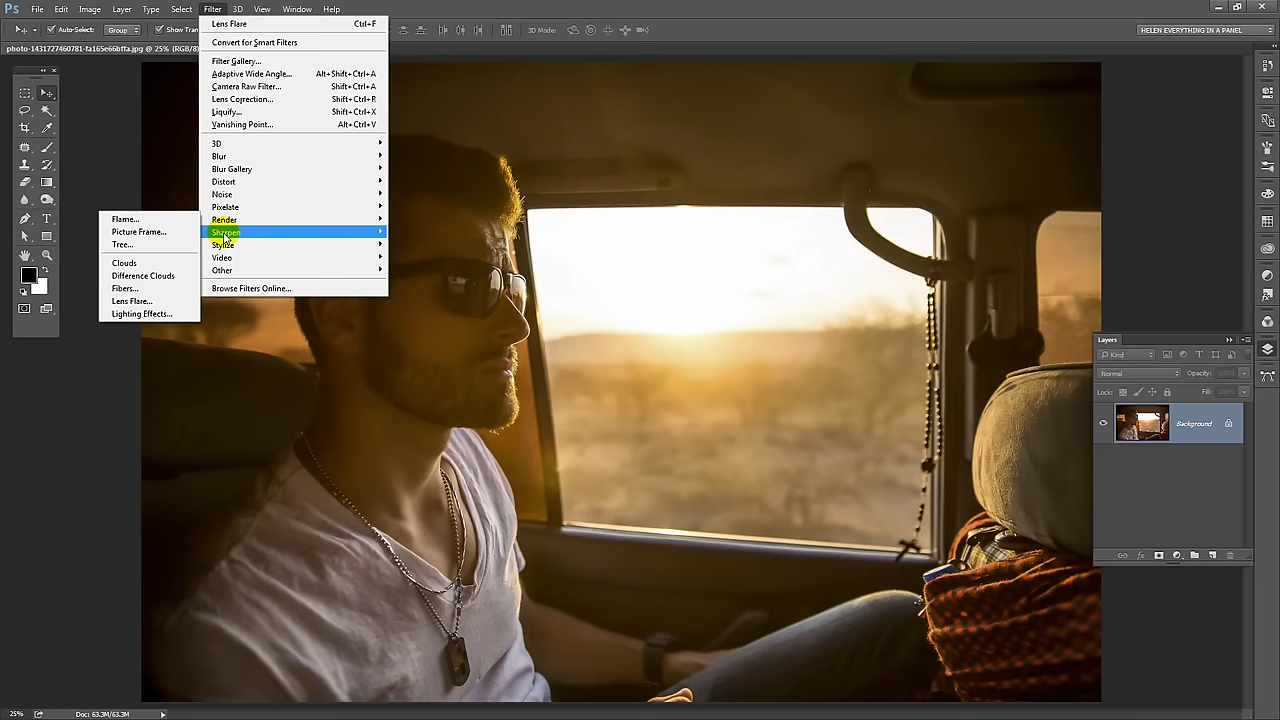 Ps File Edit Image Layer Type Select Filter 3D View Window Help
Auto-Select: Group Show Tran 3D Mode: HELEN EVERYTHING IN A PANEL
photo-1431727460781-fa165e66bffa.jpg @ 25% (RGB/8)
Lens Flare Ctrl+F
Convert for Smart Filters
Filter Gallery...
Adaptive Wide Angle... Alt+Shift+Ctrl+A
Camera Raw Filter... Shift+Ctrl+A
Lens Correction... Shift+Ctrl+R
Liquify... Shift+Ctrl+X
Vanishing Point... Alt+Ctrl+V
3D
Blur
Blur Gallery
Distort
Noise
Pixelate
Render
Sharpen
Stylize
Video
Other
Browse Filters Online...
Flame...
Picture Frame...
Tree...
Clouds
Difference Clouds
Fibers...
Lens Flare...
Lighting Effects...
Layers
Kind
Normal Opacity: 100%
Lock: Fill: 100%
Background
25% Doc: 63.3M/63.3M